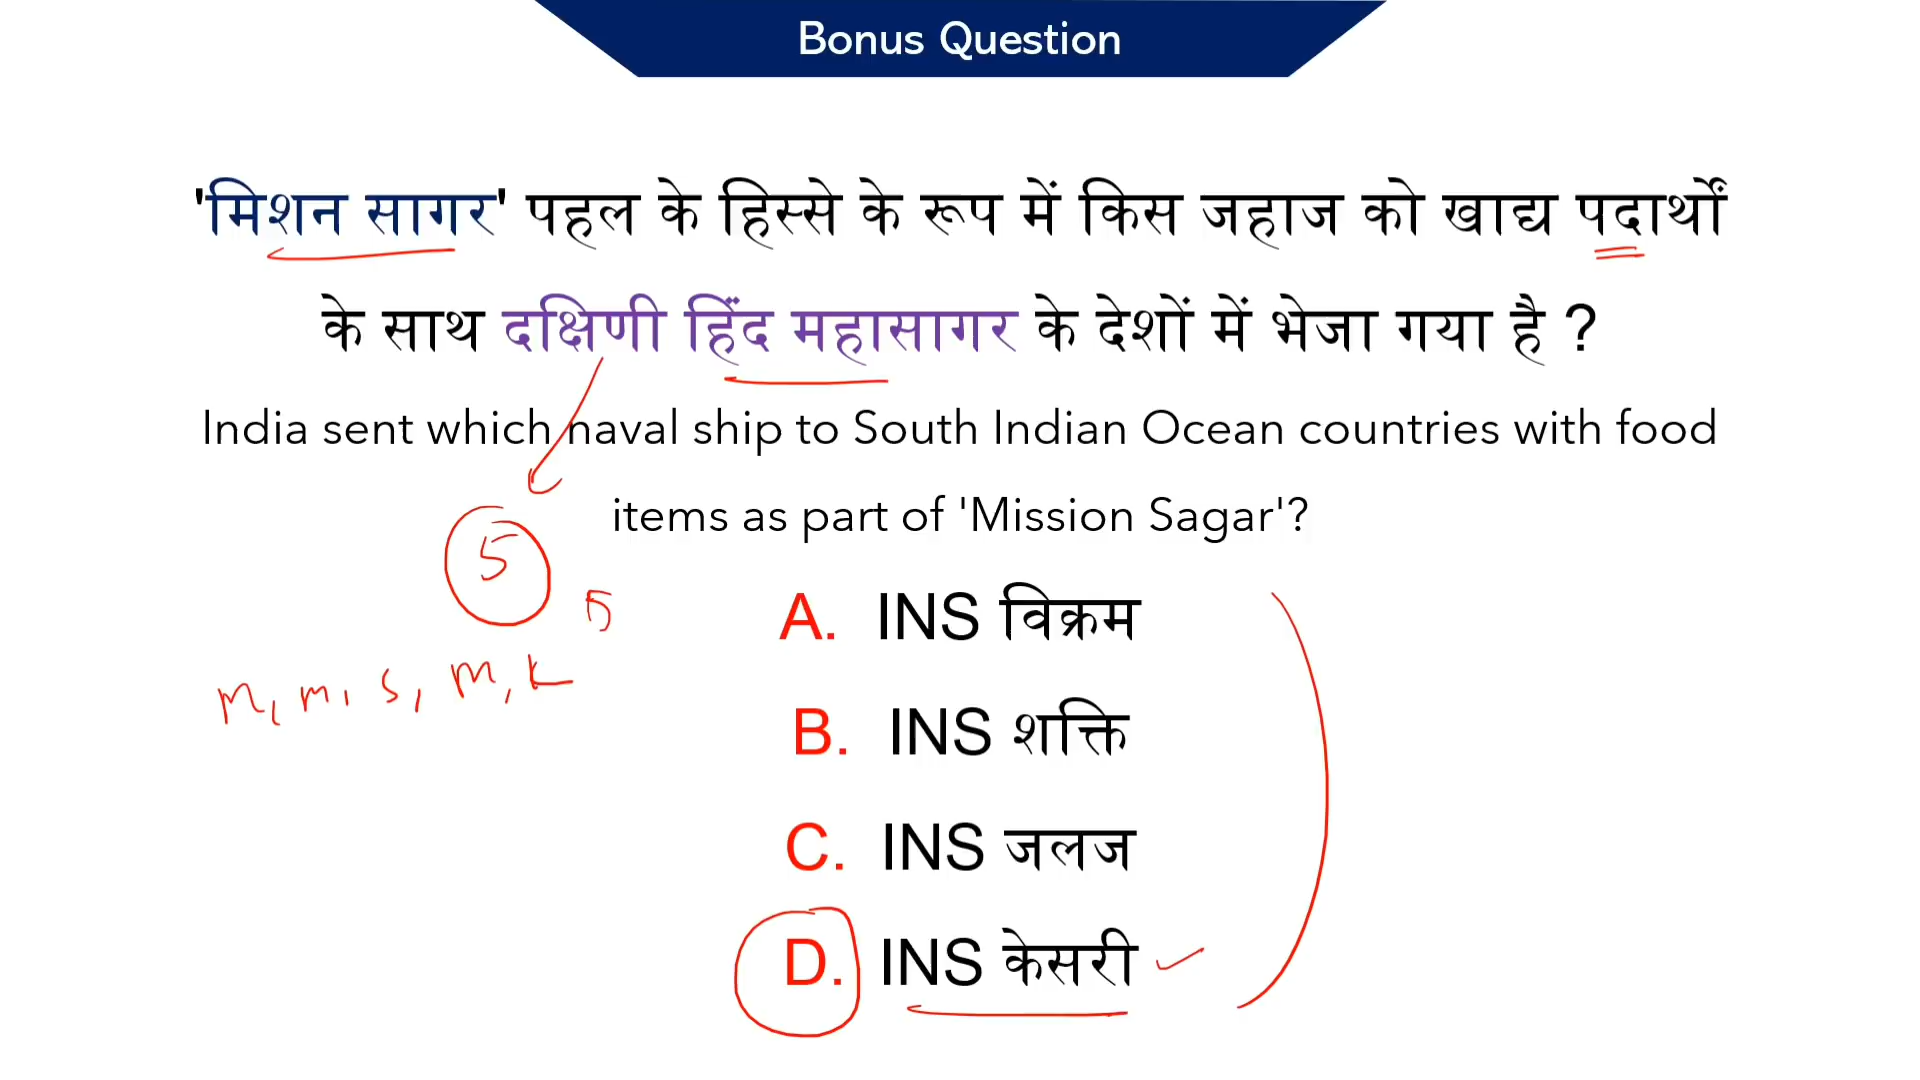 Bonus Question
'मिशन सागर' पहल के हिस्से के रूप में किस जहाज को खाद्य पदार्थों
के साथ दक्षिणी हिंद महासागर के देशों में भेजा गया है ?
India sent which naval ship to South Indian Ocean countries with food
items as part of 'Mission Sagar'?
5
5
A. INS विक्रम
M, M, S, M, K
B. INS शक्ति
C. INS जलज
D. INS केसरी